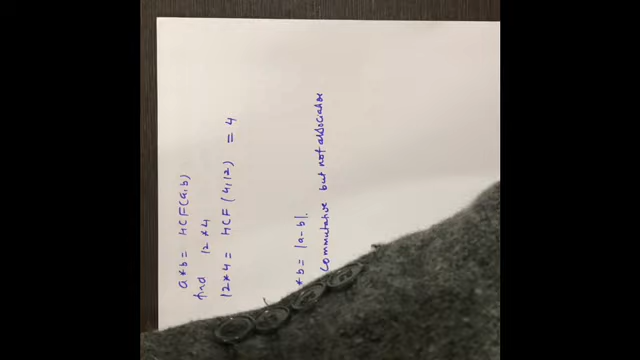 a * b = HCF(a,b)
find 12 * 4
12 * 4 = HCF (4,12) = 4
* b = |a-b|.
Commutative but not associative